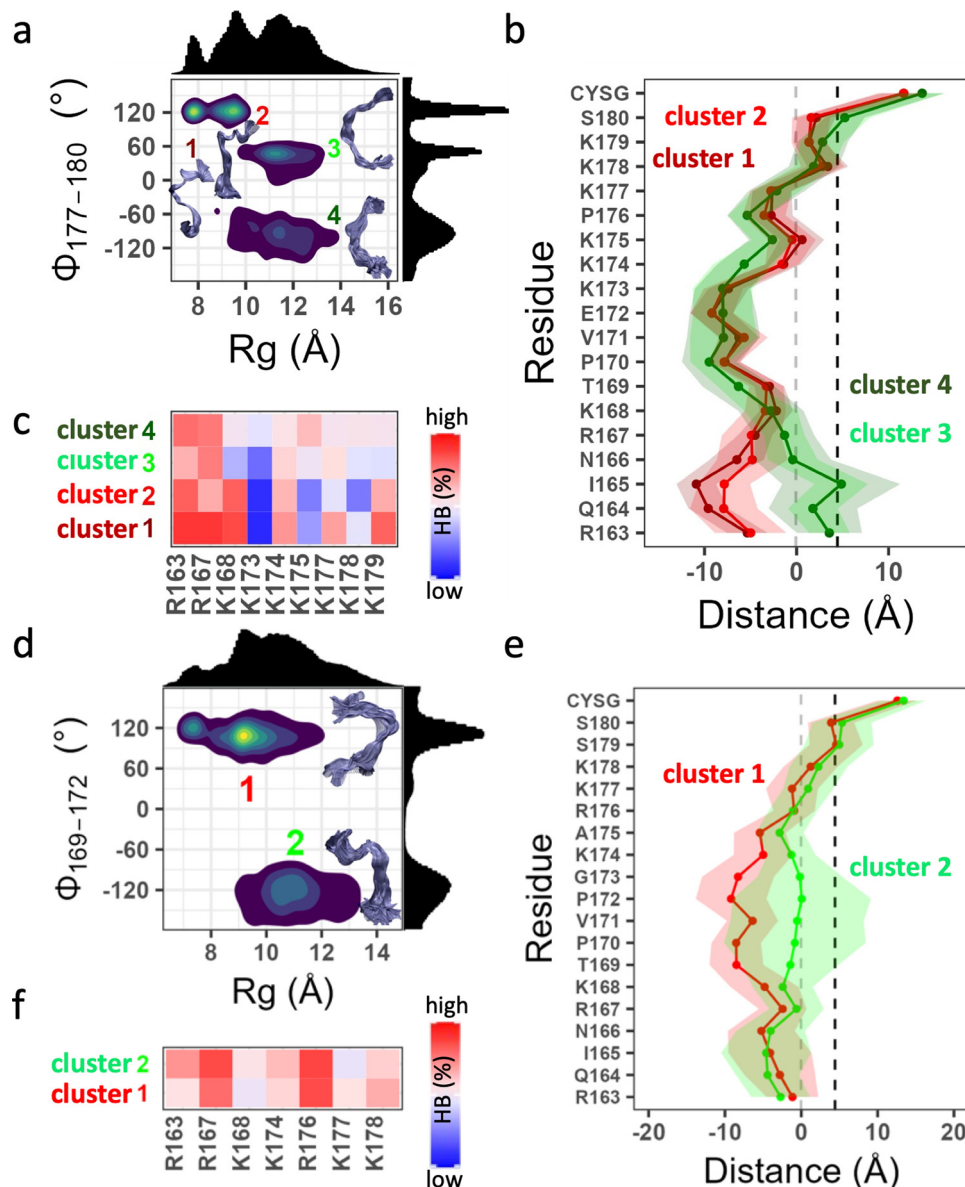 a
Φ177−180 (°)
120
60
0
-60
-120
1
2
3
4
8
10
12
14
16
Rg (Å)
b
Residue
CYSG
S180
K179
K178
K177
P176
K175
K174
K173
E172
V171
P170
T169
K168
R167
N166
I165
Q164
R163
cluster 2
cluster 1
cluster 4
cluster 3
-10
0
10
Distance (Å)
c
cluster 4
cluster 3
cluster 2
cluster 1
R163
R167
K168
K173
K174
K175
K177
K178
K179
high
HB (%)
low
d
Φ169−172 (°)
120
60
0
-60
-120
1
2
8
10
12
14
Rg (Å)
e
Residue
CYSG
S180
S179
K178
K177
R176
A175
K174
G173
P172
V171
P170
T169
K168
R167
N166
I165
Q164
R163
cluster 1
cluster 2
-20
-10
0
10
20
Distance (Å)
f
cluster 2
cluster 1
R163
R167
K168
K174
R176
K177
K178
high
HB (%)
low